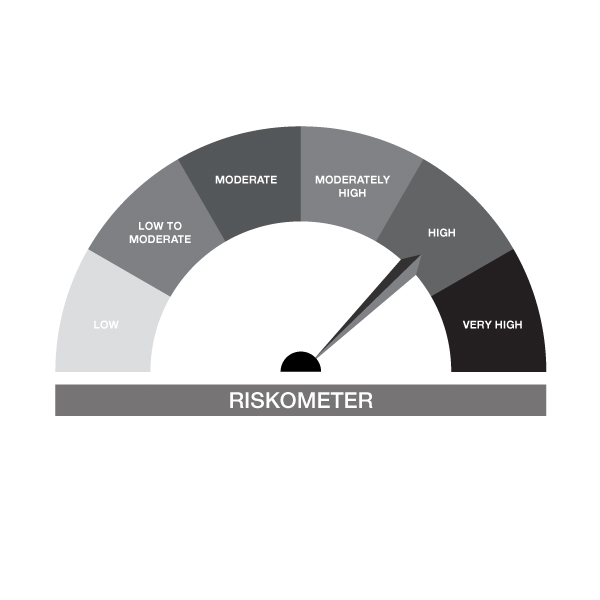 MODERATE
MODERATELY
HIGH
LOW TO
MODERATE
HIGH
LOW
VERY HIGH
RISKOMETER